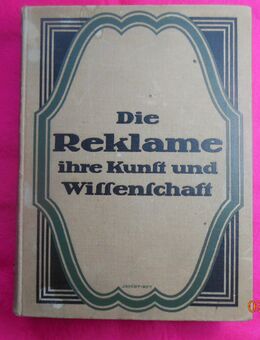 Die
Reklame
ihre Kunſt und
Wiſſenſchaft